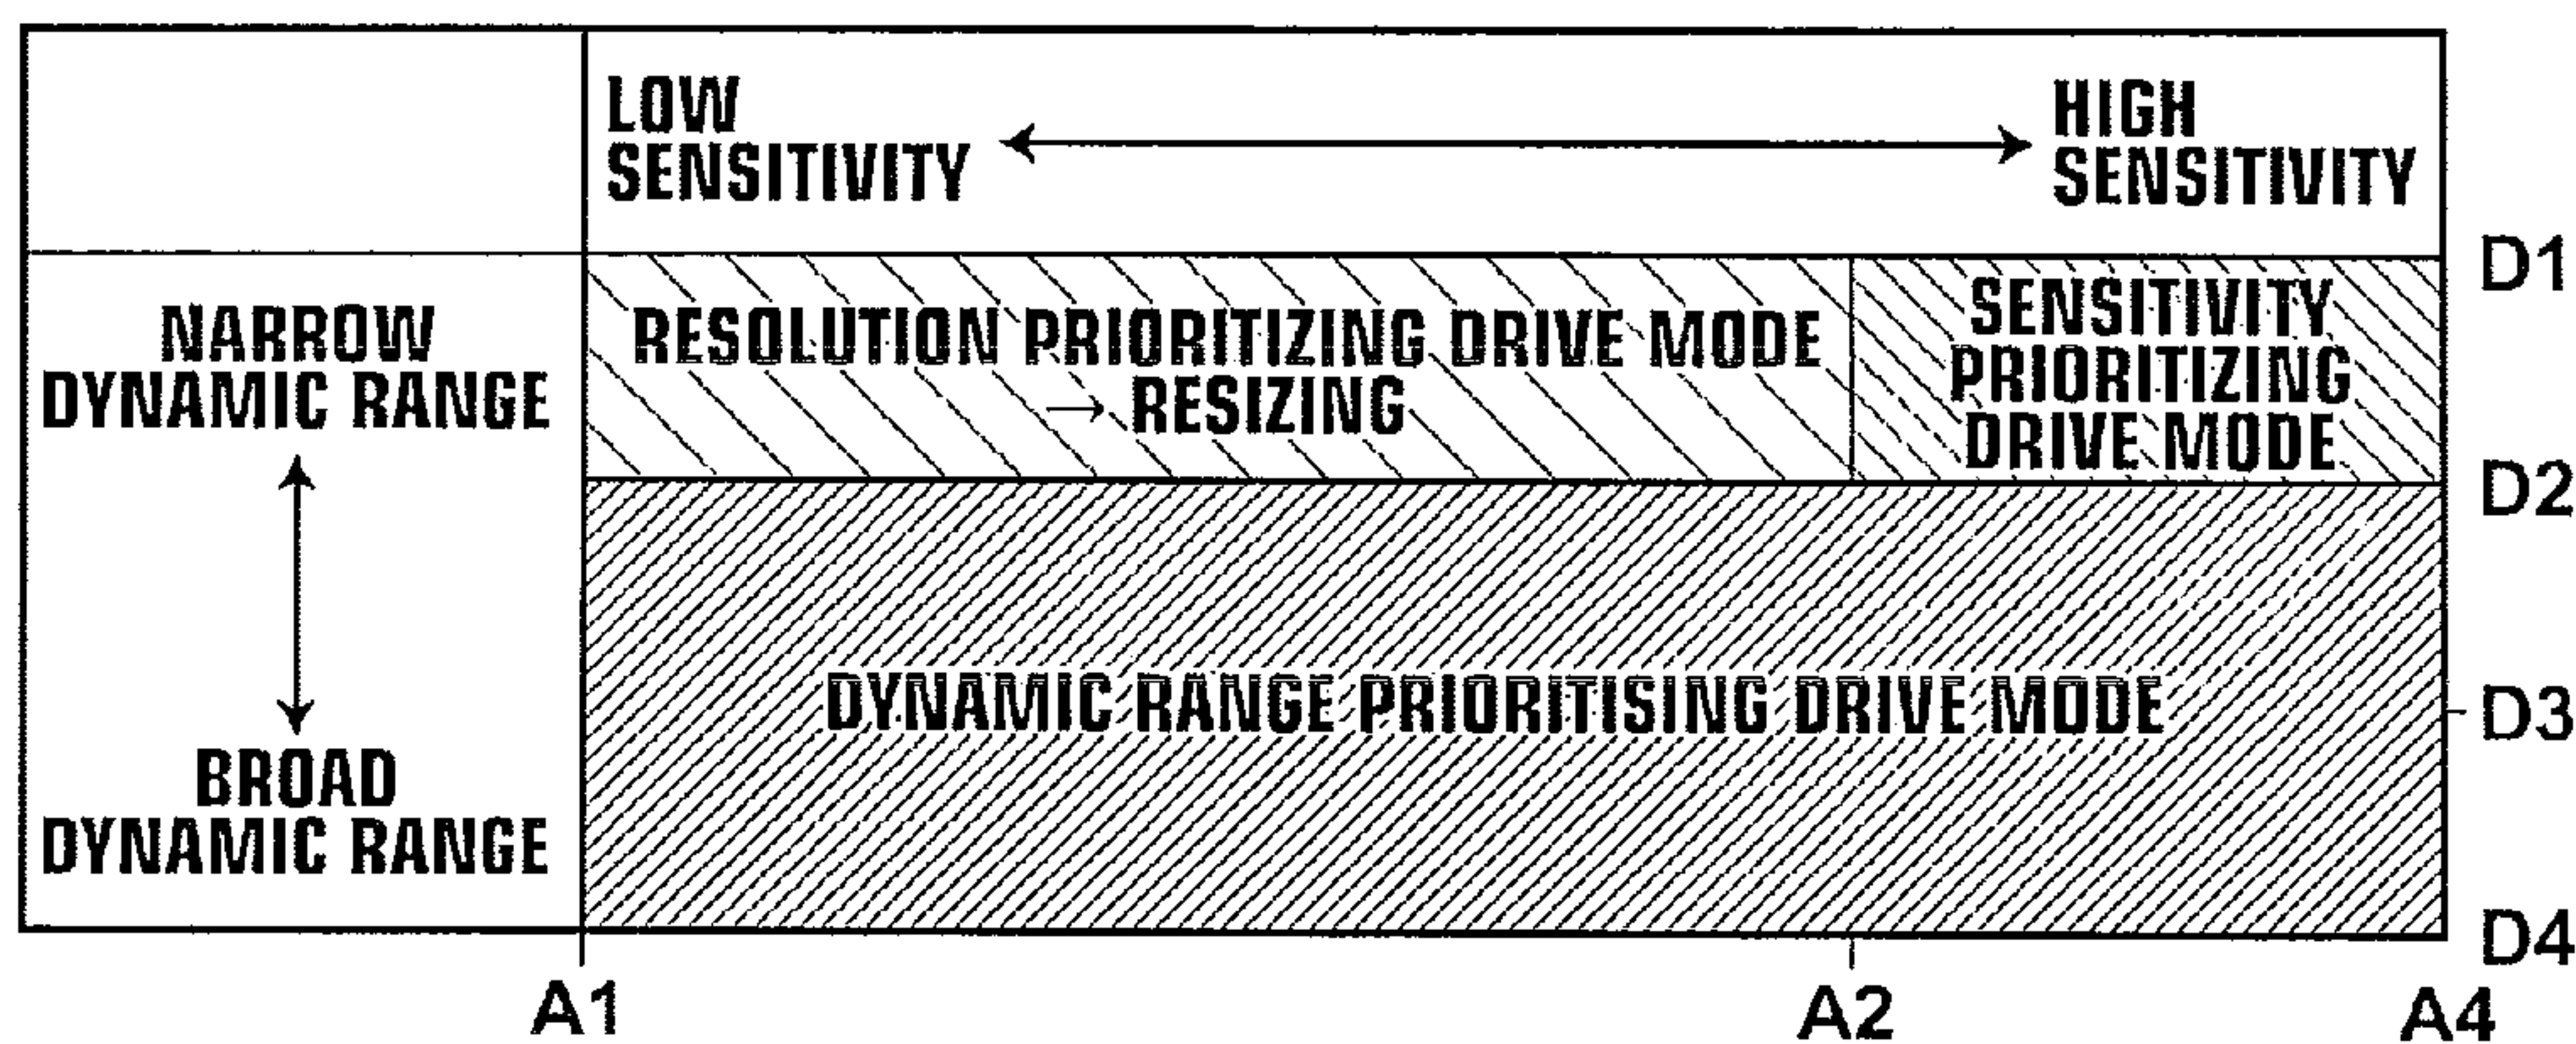 LOW
SENSITIVITY
HIGH
SENSITIVITY
D1
NARROW
DYNAMIC RANGE
RESOLUTION PRIORITIZING DRIVE MODE
→ RESIZING
SENSITIVITY
PRIORITIZING
DRIVE MODE
D2
DYNAMIC RANGE PRIORITISING DRIVE MODE
D3
BROAD
DYNAMIC RANGE
D4
A1
A2
A4